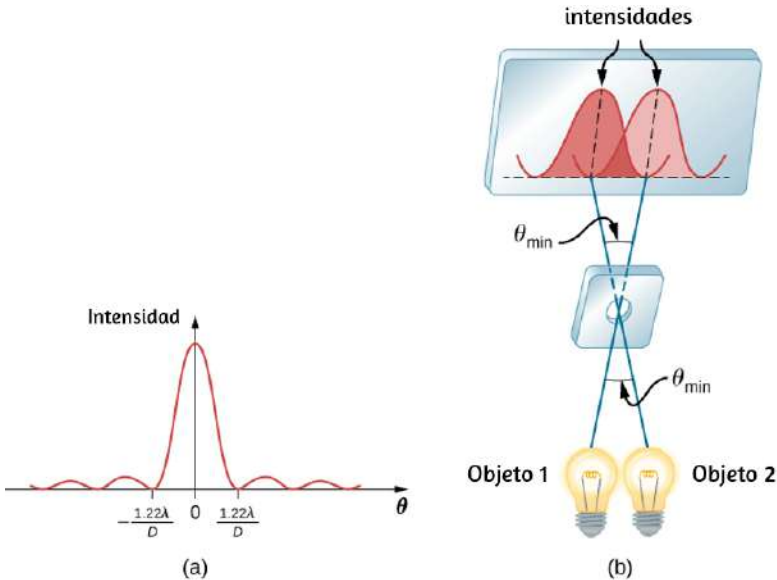 intensidades
θmin
θmin
Objeto 1
Objeto 2
(b)
Intensidad
-1.22λ/D
0
1.22λ/D
θ
(a)